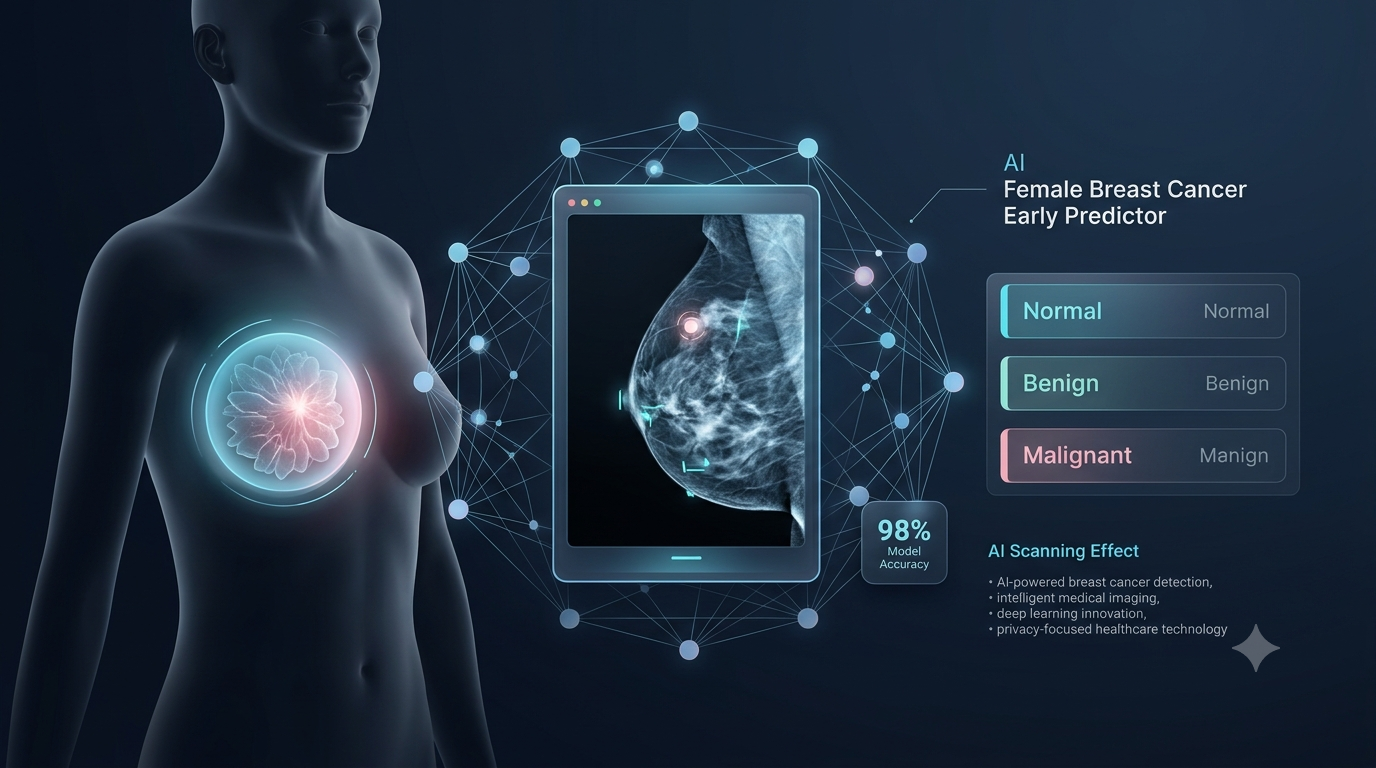 AI
Female Breast Cancer
Early Predictor
Normal Normal
Benign Benign
Malignant Manign
98%
Model
Accuracy
AI Scanning Effect
• AI-powered breast cancer detection,
• intelligent medical imaging,
• deep learning innovation,
• privacy-focused healthcare technology